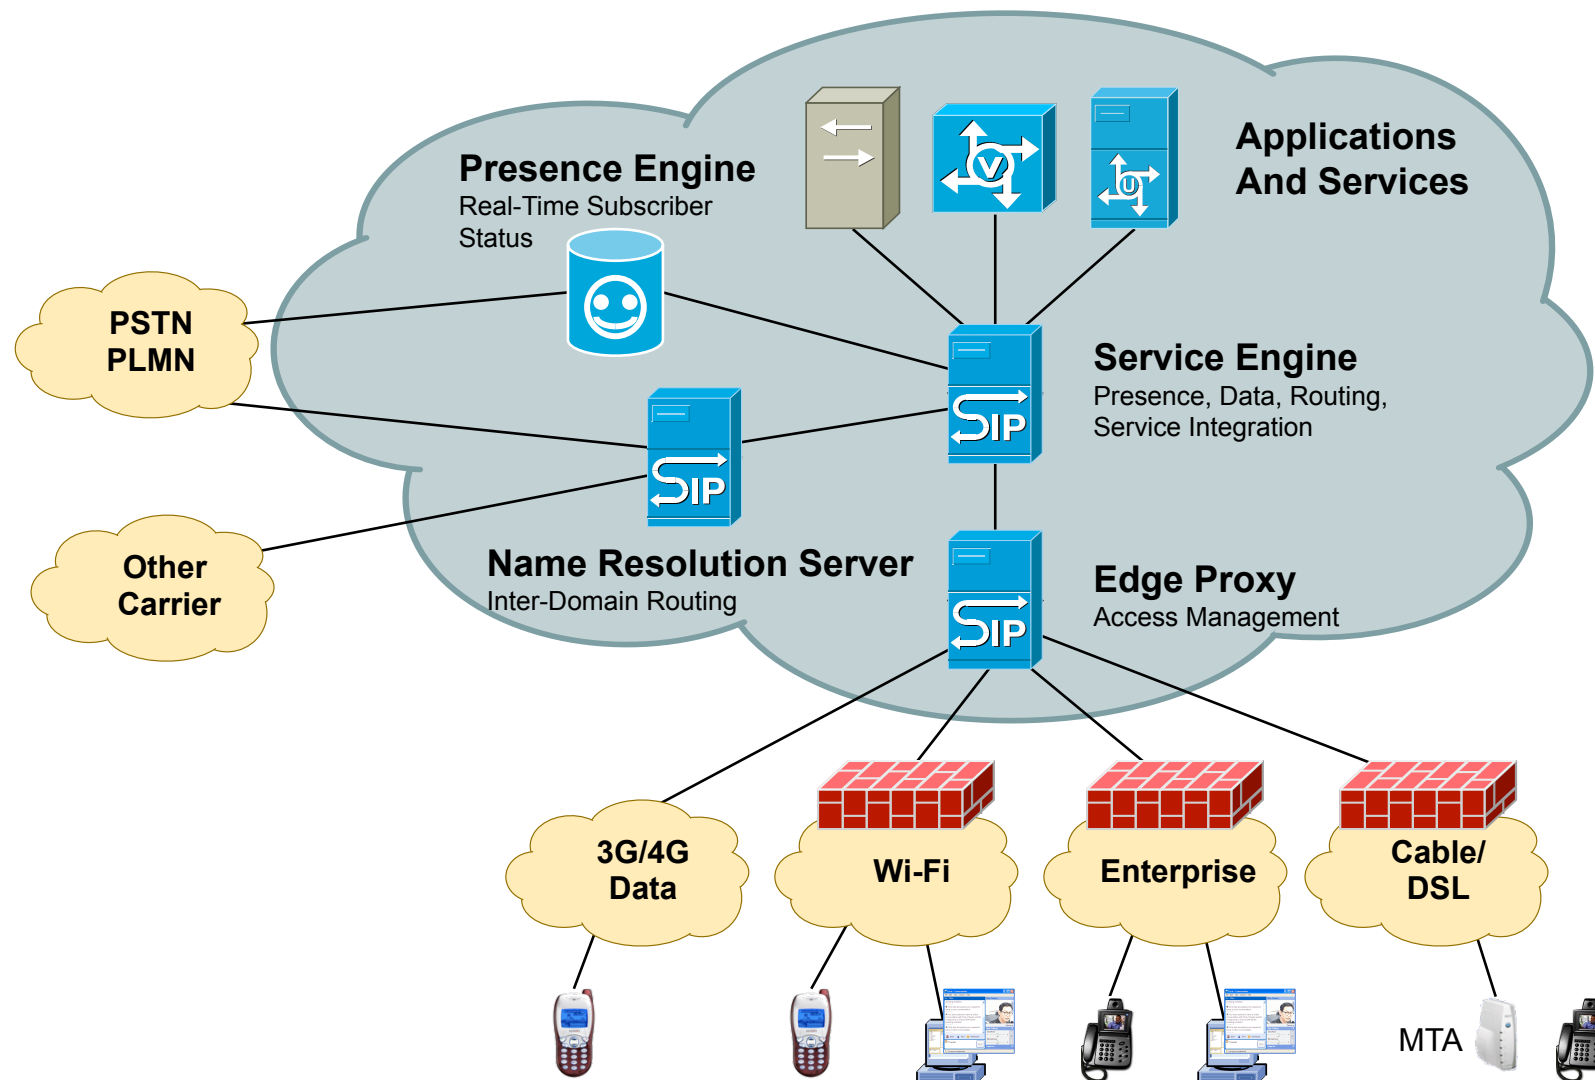 Applications
And Services
Presence Engine
Real-Time Subscriber
Status
V
U
PSTN
PLMN
Service Engine
Presence, Data, Routing,
Service Integration
SIP
SIP
Name Resolution Server
Inter-Domain Routing
Other
Carrier
Edge Proxy
Access Management
SIP
3G/4G
Data
Wi-Fi
Enterprise
Cable/
DSL
MTA